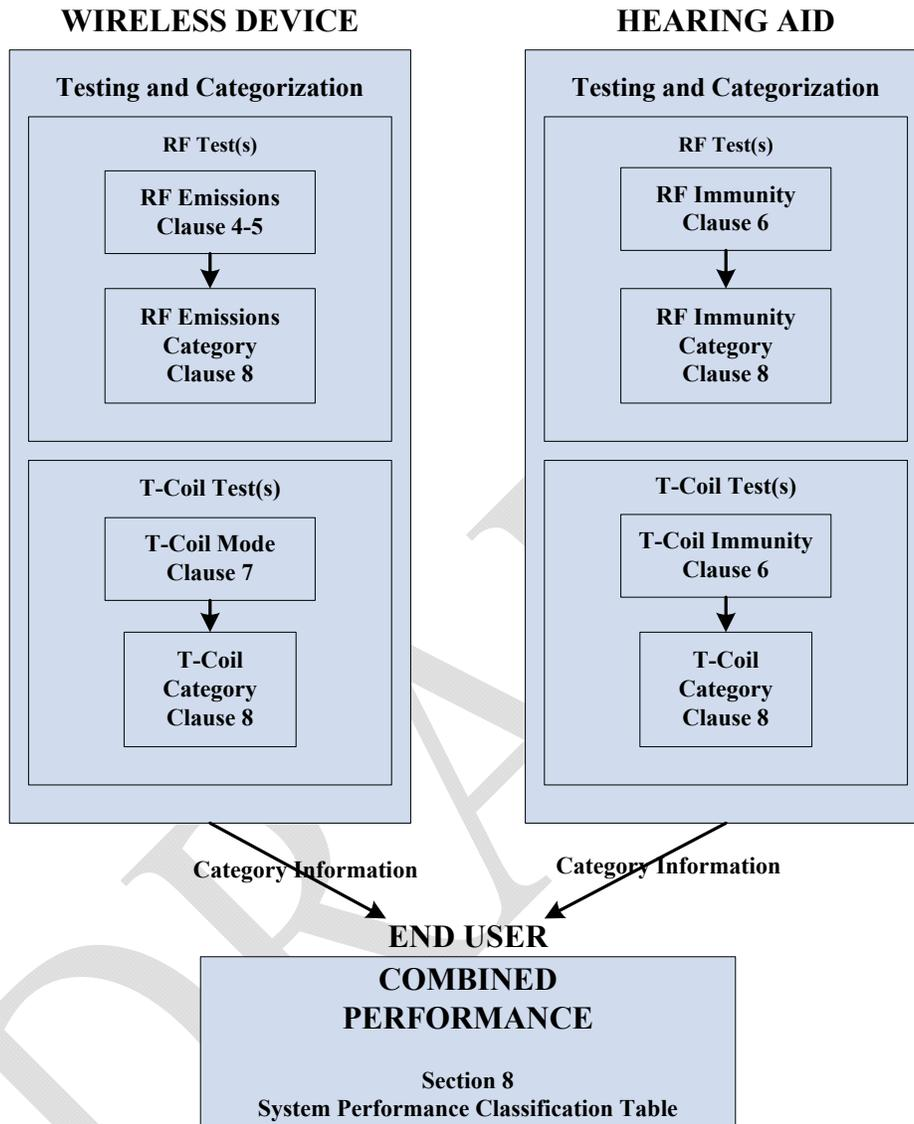 WIRELESS DEVICE
Testing and Categorization
RF Test(s)
RF Emissions
Clause 4-5
RF Emissions
Category
Clause 8
T-Coil Test(s)
T-Coil Mode
Clause 7
T-Coil
Category
Clause 8
HEARING AID
Testing and Categorization
RF Test(s)
RF Immunity
Clause 6
RF Immunity
Category
Clause 8
T-Coil Test(s)
T-Coil Immunity
Clause 6
T-Coil
Category
Clause 8
Category Information
Category Information
END USER
COMBINED
PERFORMANCE
Section 8
System Performance Classification Table